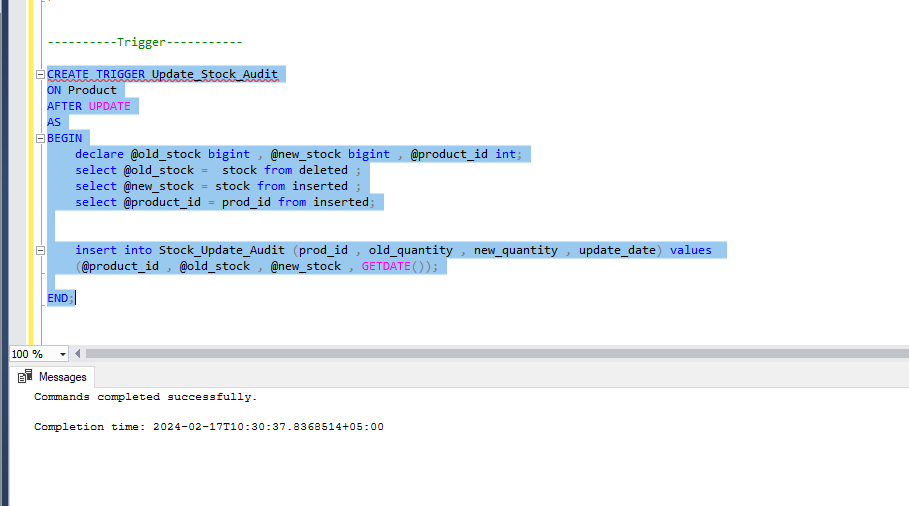 ----------Trigger-----------
CREATE TRIGGER Update_Stock_Audit
ON Product
AFTER UPDATE
AS
BEGIN
declare @old_stock bigint , @new_stock bigint , @product_id int;
select @old_stock =  stock from deleted ;
select @new_stock = stock from inserted ;
select @product_id = prod_id from inserted;
insert into Stock_Update_Audit (prod_id , old_quantity , new_quantity , update_date) values
(@product_id , @old_stock , @new_stock , GETDATE());
END;
100 %
Messages
Commands completed successfully.
Completion time: 2024-02-17T10:30:37.8368514+05:00